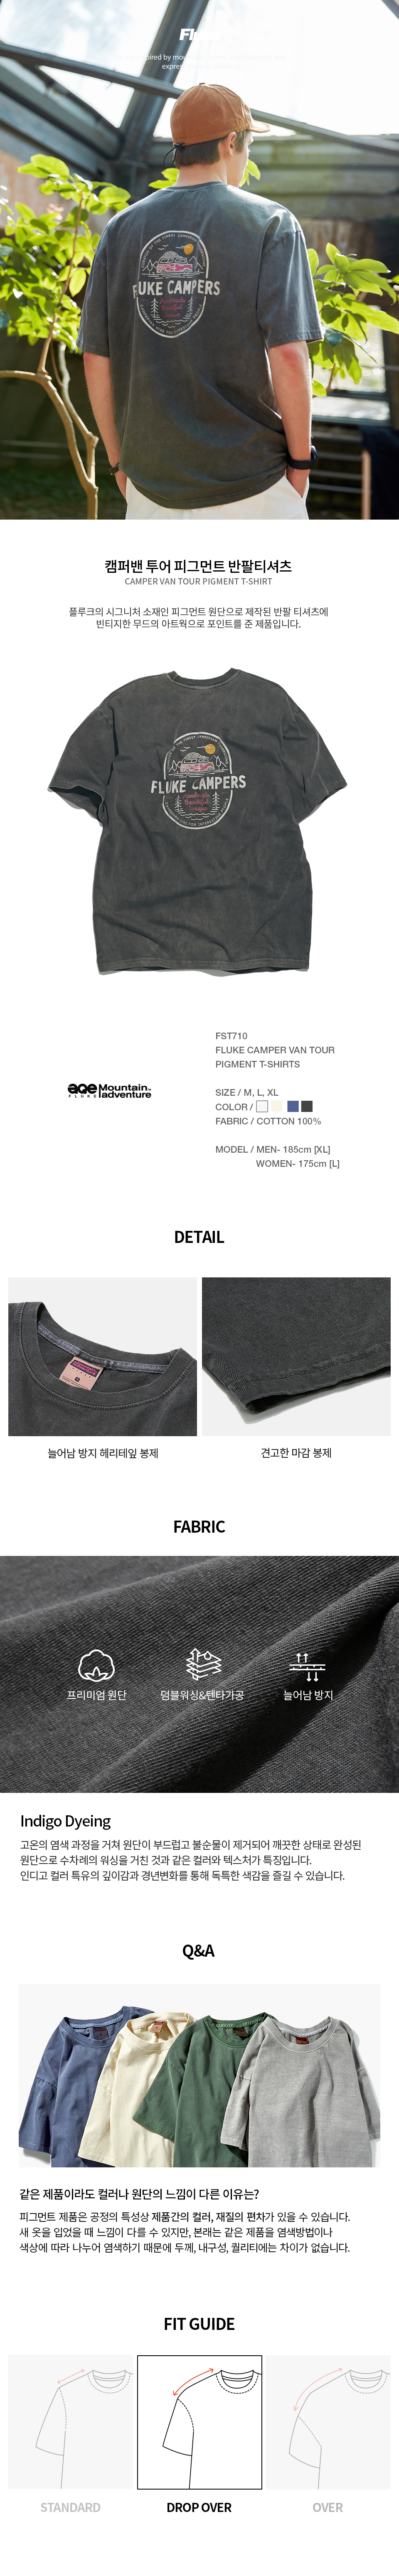 캠퍼밴 투어 피그먼트 반팔티셔츠
CAMPER VAN TOUR PIGMENT T-SHIRT
플루크의 시그니처 소재인 피그먼트 원단으로 제작된 반팔 티셔츠에
빈티지한 무드의 아트웍으로 포인트를 준 제품입니다.
FLUKE CAMPERS
aqe Mountain
FLUKE adventure
FST710
FLUKE CAMPER VAN TOUR
PIGMENT T-SHIRTS
SIZE / M, L, XL
COLOR /
FABRIC / COTTON 100%
MODEL / MEN- 185cm [XL]
WOMEN- 175cm [L]
DETAIL
늘어남 방지 헤리테잎 봉제
견고한 마감 봉제
FABRIC
프리미엄 원단
덤블워싱&텐타가공
늘어남 방지
Indigo Dyeing
고온의 염색 과정을 거쳐 원단이 부드럽고 불순물이 제거되어 깨끗한 상태로 완성된
원단으로 수차례의 워싱을 거친 것과 같은 컬러와 텍스처가 특징입니다.
인디고 컬러 특유의 깊이감과 경년변화를 통해 독특한 색감을 즐길 수 있습니다.
Q&A
같은 제품이라도 컬러나 원단의 느낌이 다른 이유는?
피그먼트 제품은 공정의 특성상 제품간의 컬러, 재질의 편차가 있을 수 있습니다.
새 옷을 입었을 때 느낌이 다를 수 있지만, 본래는 같은 제품을 염색방법이나
색상에 따라 나누어 염색하기 때문에 두께, 내구성, 퀄리티에는 차이가 없습니다.
FIT GUIDE
STANDARD
DROP OVER
OVER